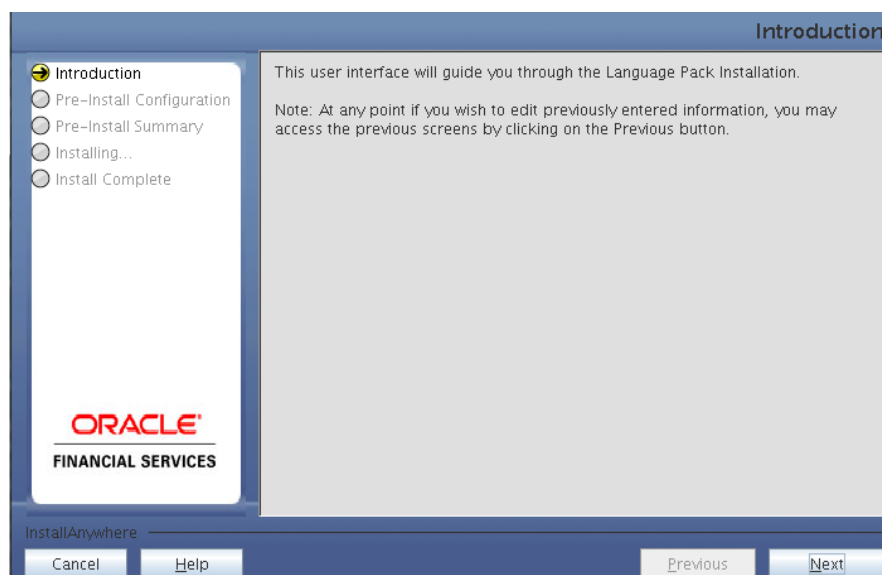 Introduction
Introduction
Pre-Install Configuration
Pre-Install Summary
Installing...
Install Complete
This user interface will guide you through the Language Pack Installation.
Note: At any point if you wish to edit previously entered information, you may
access the previous screens by clicking on the Previous button.
ORACLE
FINANCIAL SERVICES
InstallAnywhere
Cancel
Help
Previous
Next